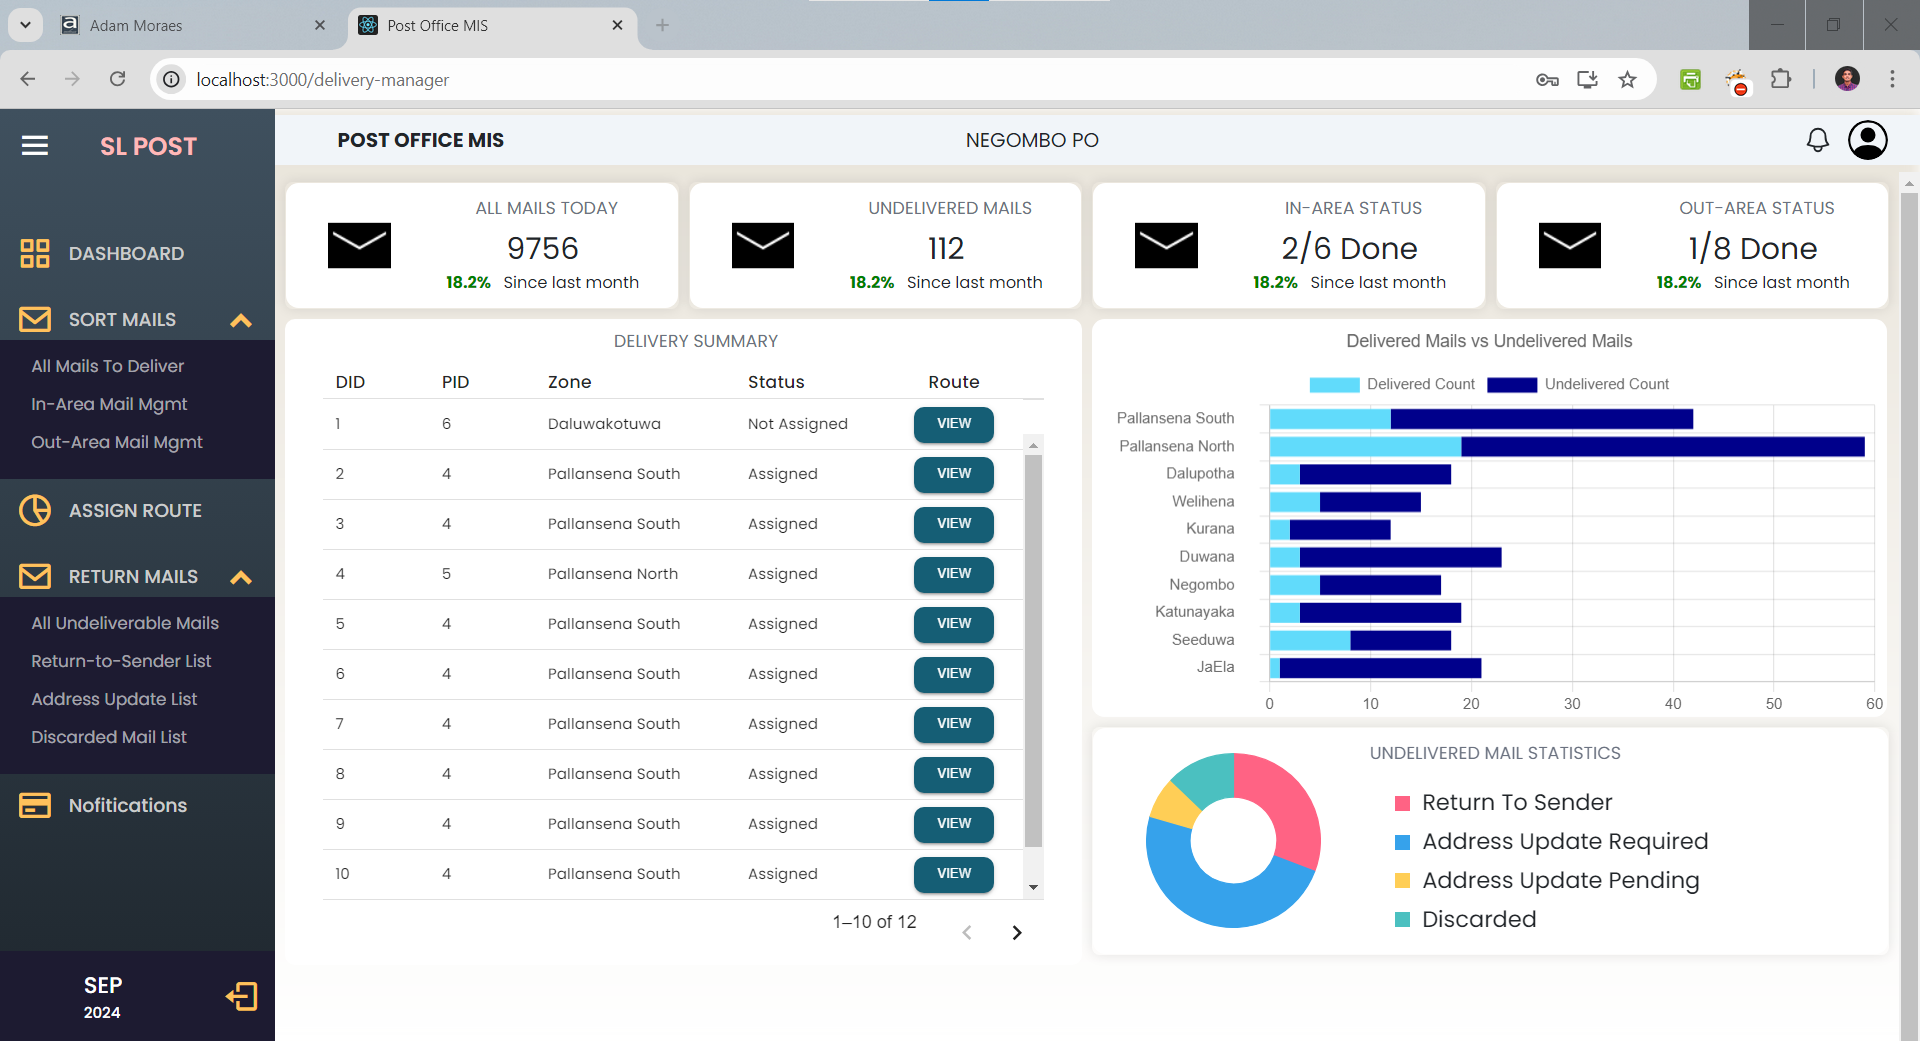 Adam Moraes
Post Office MIS
localhost:3000/delivery-manager
SL POST
POST OFFICE MIS
NEGOMBO PO
DASHBOARD
SORT MAILS
All Mails To Deliver
In-Area Mail Mgmt
Out-Area Mail Mgmt
ASSIGN ROUTE
RETURN MAILS
All Undeliverable Mails
Return-to-Sender List
Address Update List
Discarded Mail List
Nofitications
SEP
2024
ALL MAILS TODAY
9756
18.2% Since last month
UNDELIVERED MAILS
112
18.2% Since last month
IN-AREA STATUS
2/6 Done
18.2% Since last month
OUT-AREA STATUS
1/8 Done
18.2% Since last month
DELIVERY SUMMARY
DID PID Zone Status Route
1 6 Daluwakotuwa Not Assigned VIEW
2 4 Pallansena South Assigned VIEW
3 4 Pallansena South Assigned VIEW
4 5 Pallansena North Assigned VIEW
5 4 Pallansena South Assigned VIEW
6 4 Pallansena South Assigned VIEW
7 4 Pallansena South Assigned VIEW
8 4 Pallansena South Assigned VIEW
9 4 Pallansena South Assigned VIEW
10 4 Pallansena South Assigned VIEW
1–10 of 12
Delivered Mails vs Undelivered Mails
Delivered Count Undelivered Count
Pallansena South
Pallansena North
Dalupotha
Welihena
Kurana
Duwana
Negombo
Katunayaka
Seeduwa
JaEla
0 10 20 30 40 50 60
UNDELIVERED MAIL STATISTICS
Return To Sender
Address Update Required
Address Update Pending
Discarded